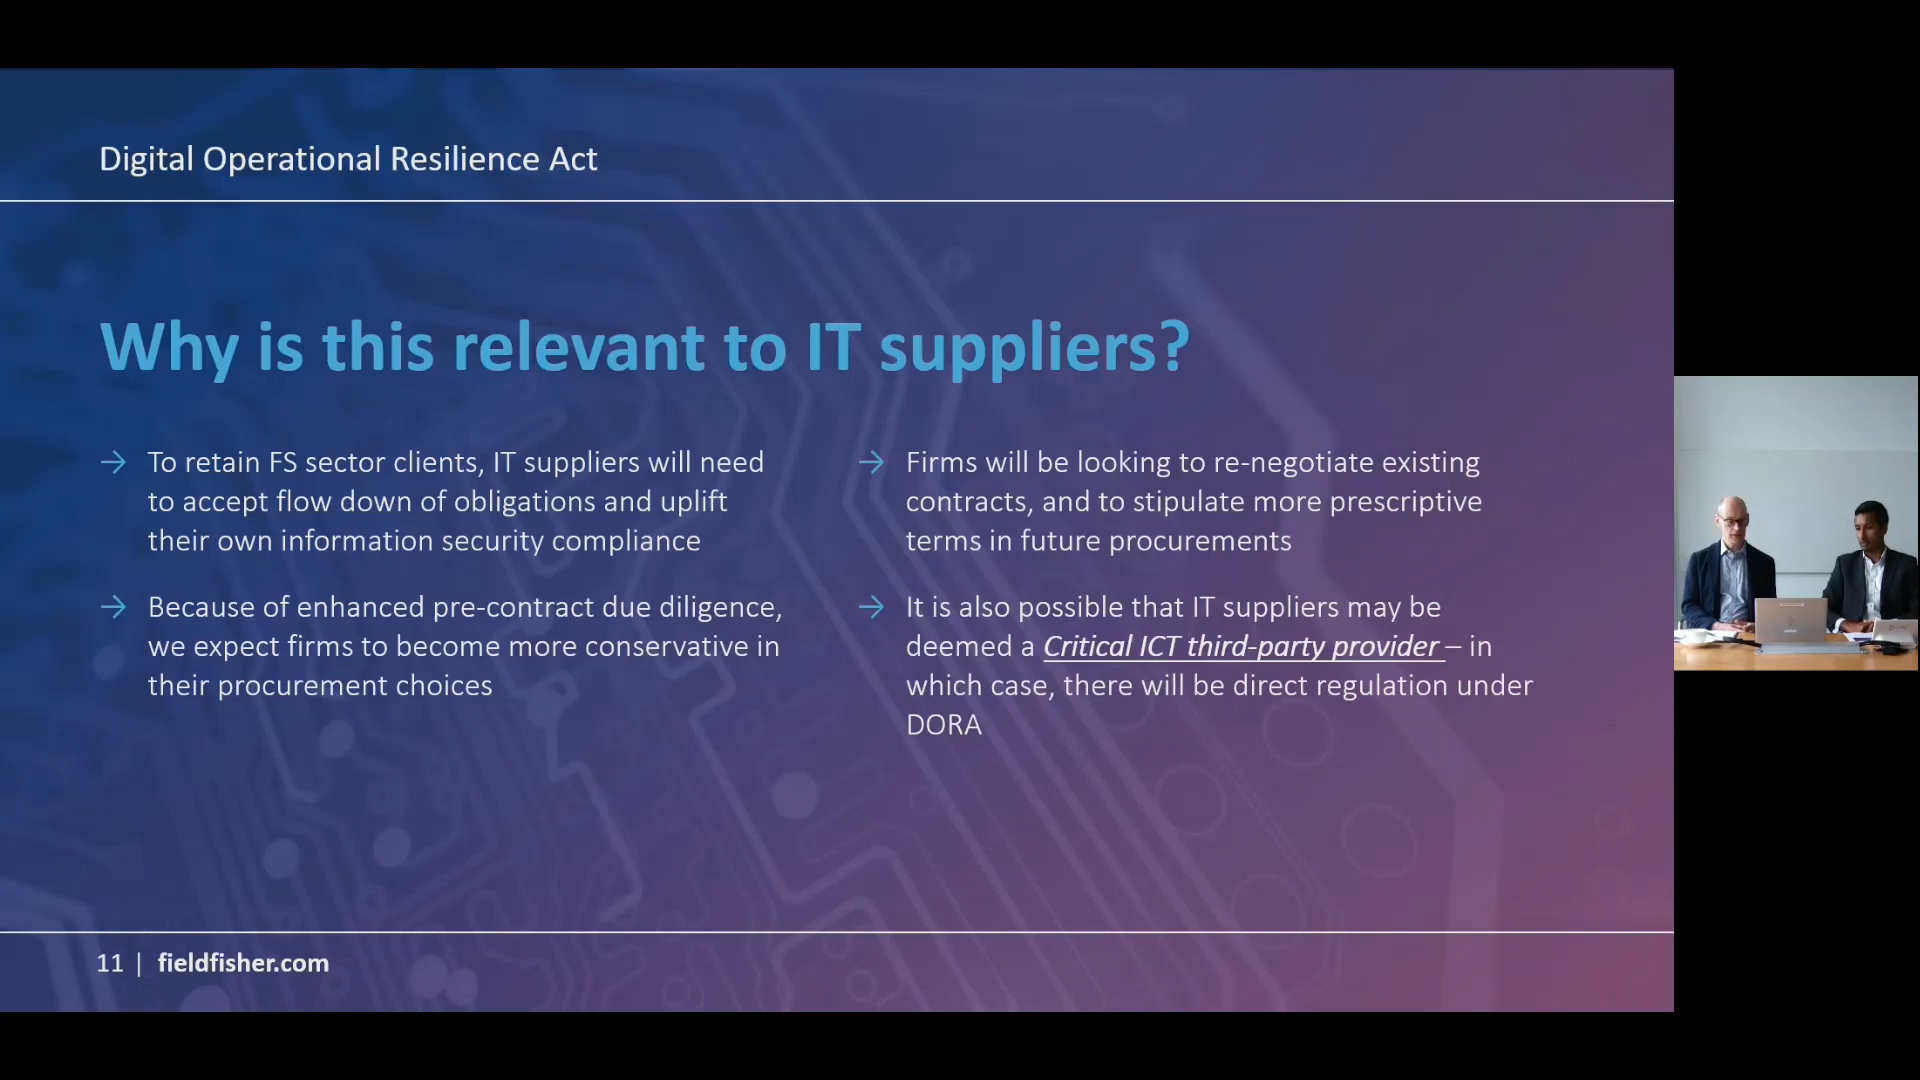 Digital Operational Resilience Act
Why is this relevant to IT suppliers?
→ To retain FS sector clients, IT suppliers will need
to accept flow down of obligations and uplift
their own information security compliance
→ Because of enhanced pre-contract due diligence,
we expect firms to become more conservative in
their procurement choices
→ Firms will be looking to re-negotiate existing
contracts, and to stipulate more prescriptive
terms in future procurements
→ It is also possible that IT suppliers may be
deemed a Critical ICT third-party provider – in
which case, there will be direct regulation under
DORA
11 | fieldfisher.com